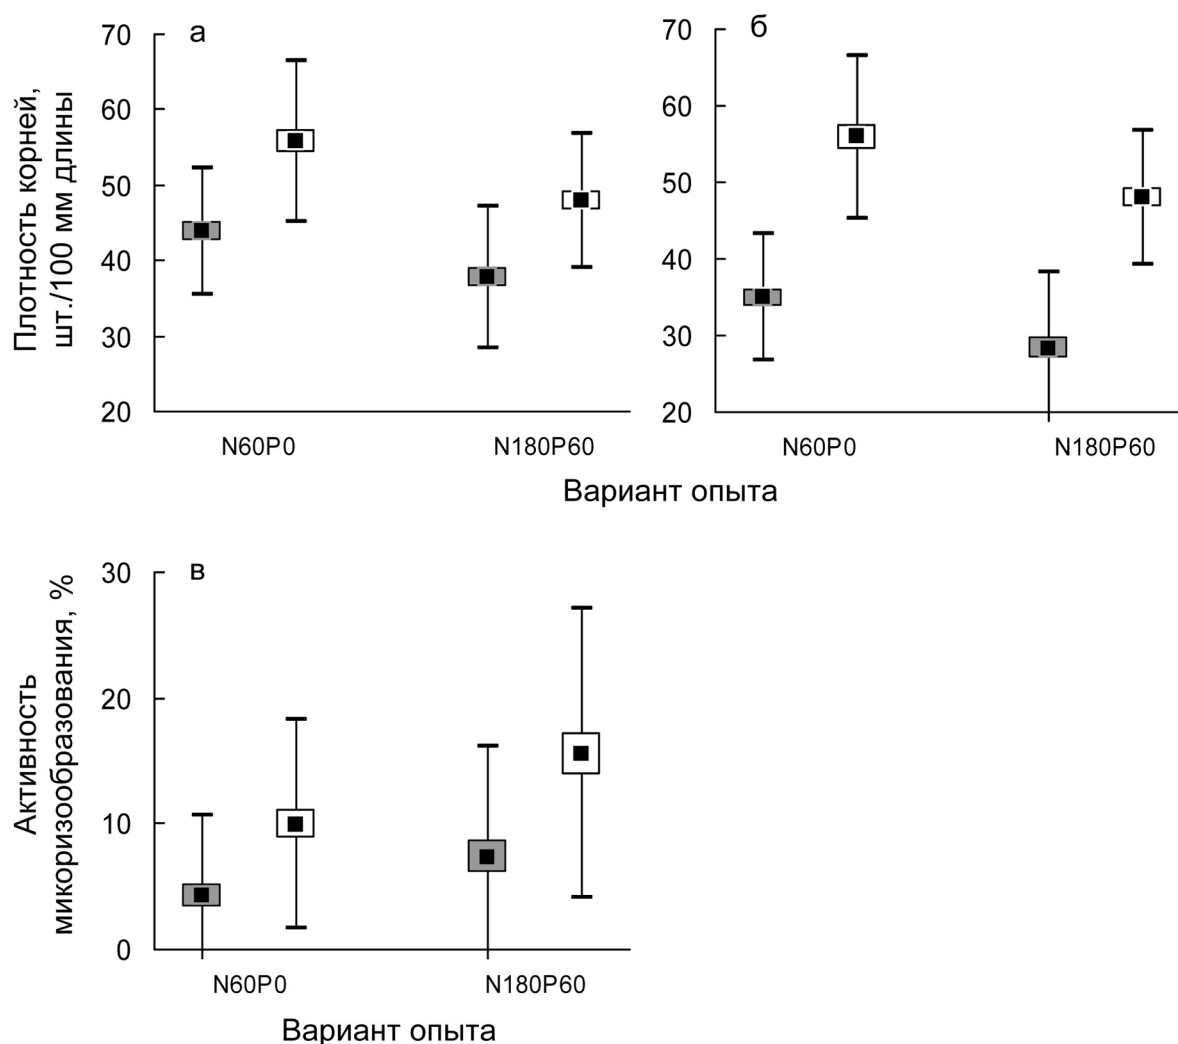 а
70
60
50
40
30
20
Плотность корней,
шт./100 мм длины
N60P0
N180P60
б
70
60
50
40
30
20
N60P0
N180P60
Вариант опыта
в
30
20
10
0
Активность
микоризообразования, %
N60P0
N180P60
Вариант опыта